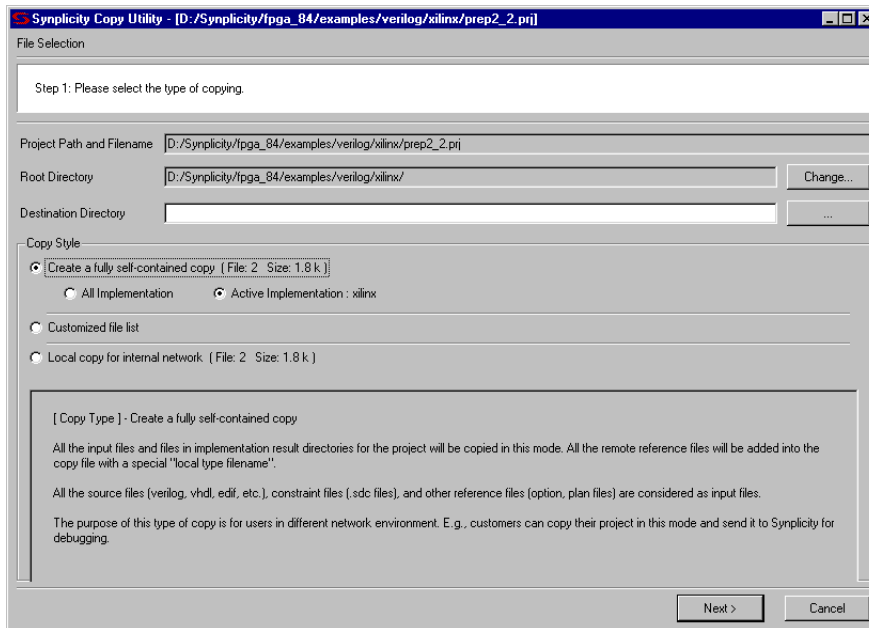 Synplicity Copy Utility - [D:/Synplicity/fpga_84/examples/verilog/xilinx/prep2_2.prj]
File Selection
Step 1: Please select the type of copying.
Project Path and Filename D:/Synplicity/fpga_84/examples/verilog/xilinx/prep2_2.prj
Root Directory D:/Synplicity/fpga_84/examples/verilog/xilinx/ Change...
Destination Directory ...
Copy Style
Create a fully self-contained copy ( File: 2 Size: 1.8 k )
All Implementation Active Implementation : xilinx
Customized file list
Local copy for internal network ( File: 2 Size: 1.8 k )
[ Copy Type ] - Create a fully self-contained copy
All the input files and files in implementation result directories for the project will be copied in this mode. All the remote reference files will be added into the
copy file with a special "local type filename".
All the source files (verilog, vhdl, edif, etc.), constraint files (.sdc files), and other reference files (option, plan files) are considered as input files.
The purpose of this type of copy is for users in different network environment. E.g., customers can copy their project in this mode and send it to Synplicity for
debugging.
Next > Cancel